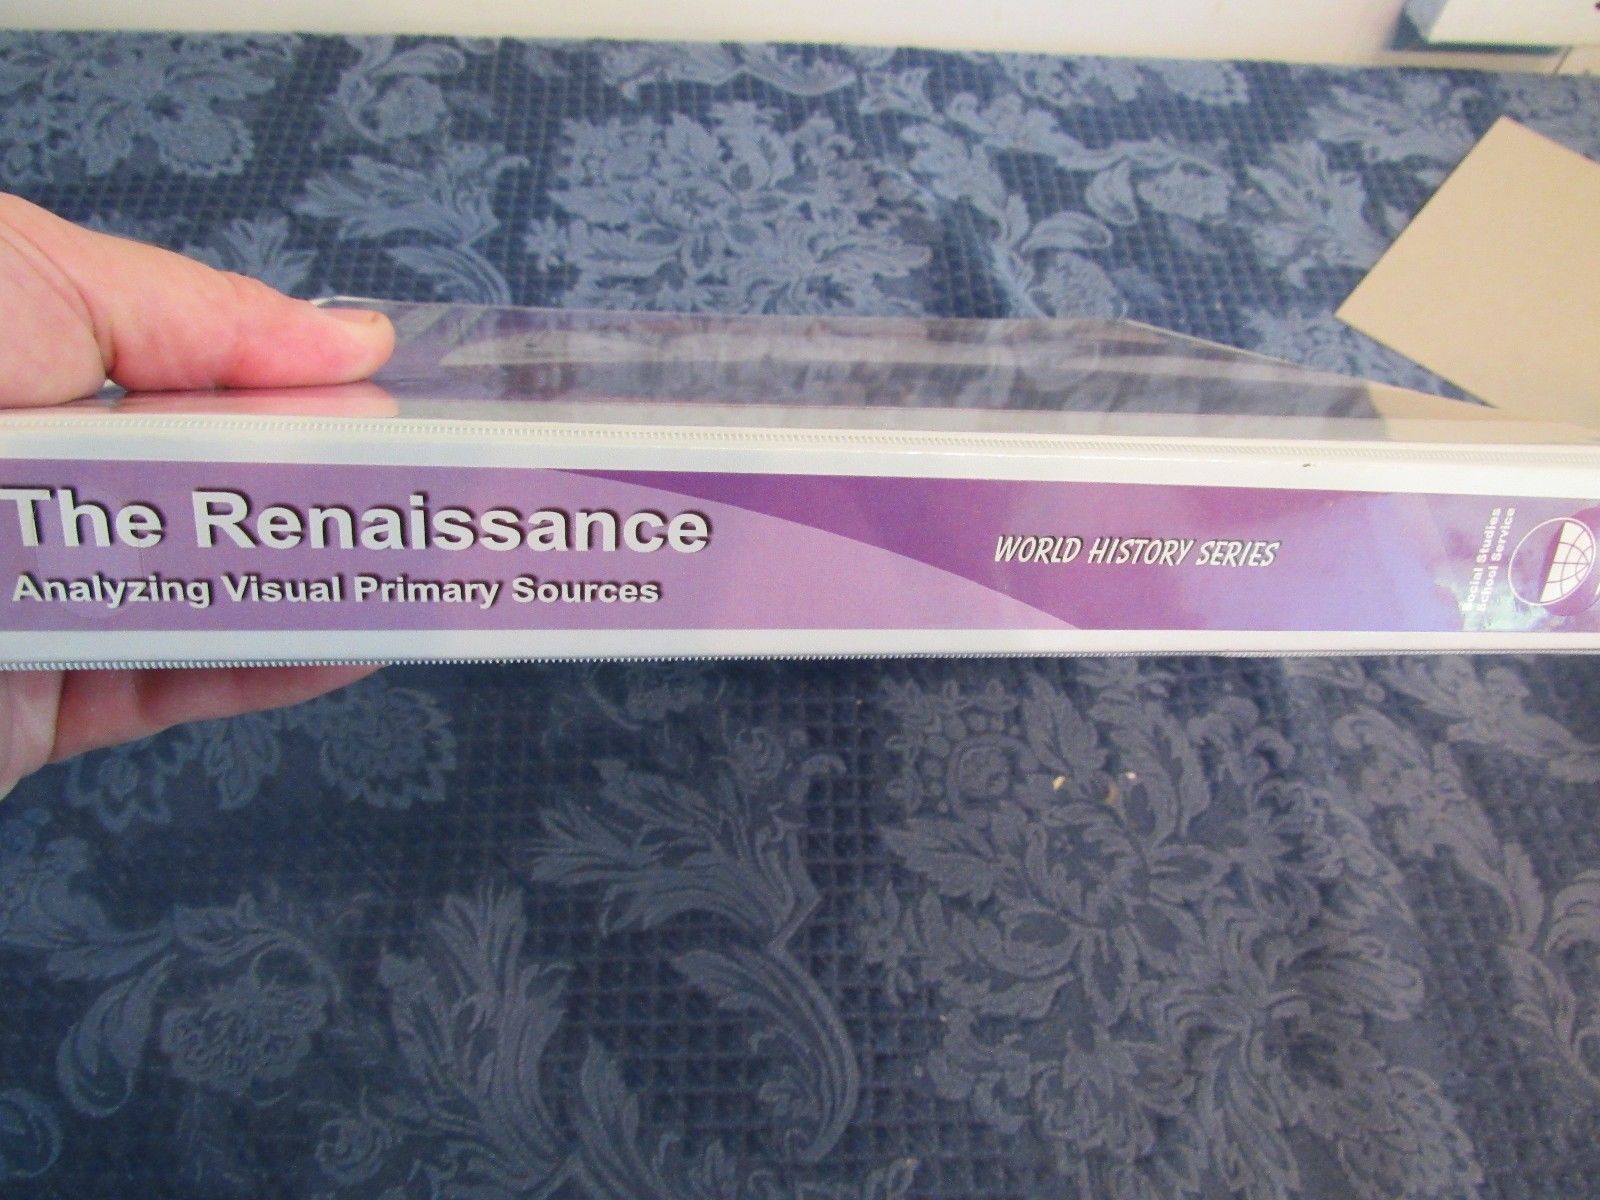 The Renaissance
Analyzing Visual Primary Sources
WORLD HISTORY SERIES
Social Studies
School Service